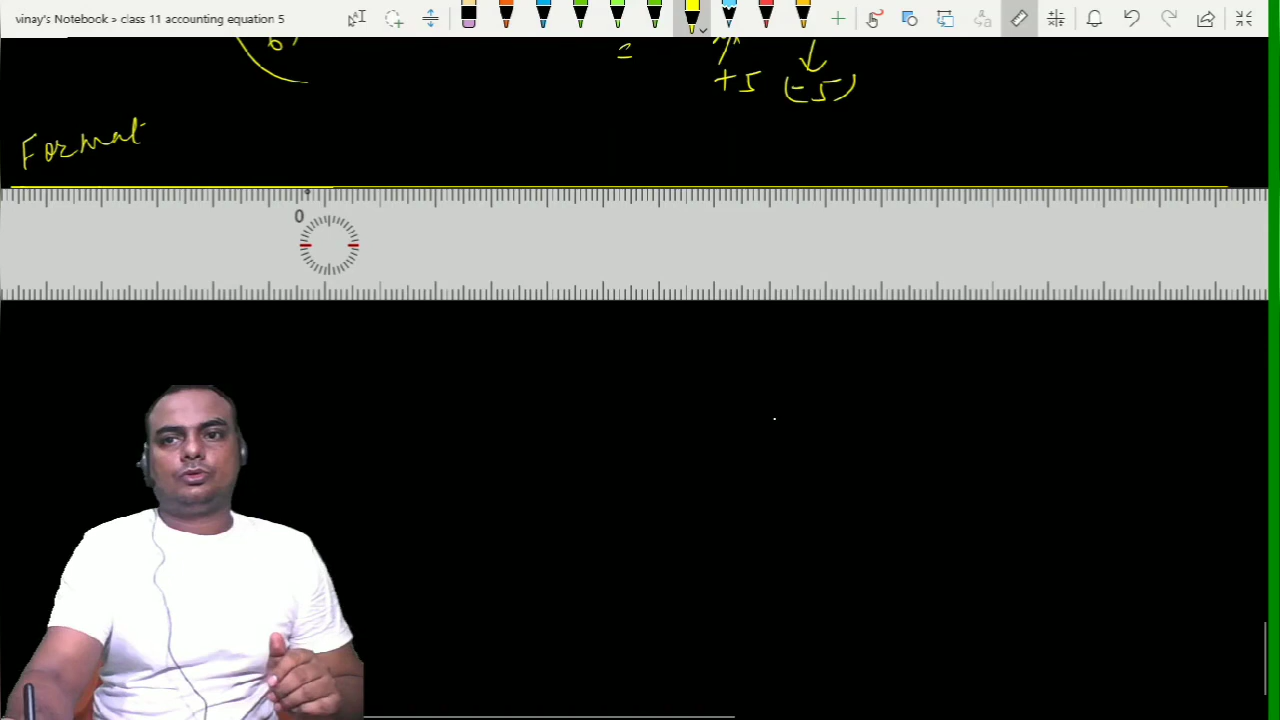 vinay's Notebook > class 11 accounting equation 5
=
+5 (-5)
Format
0